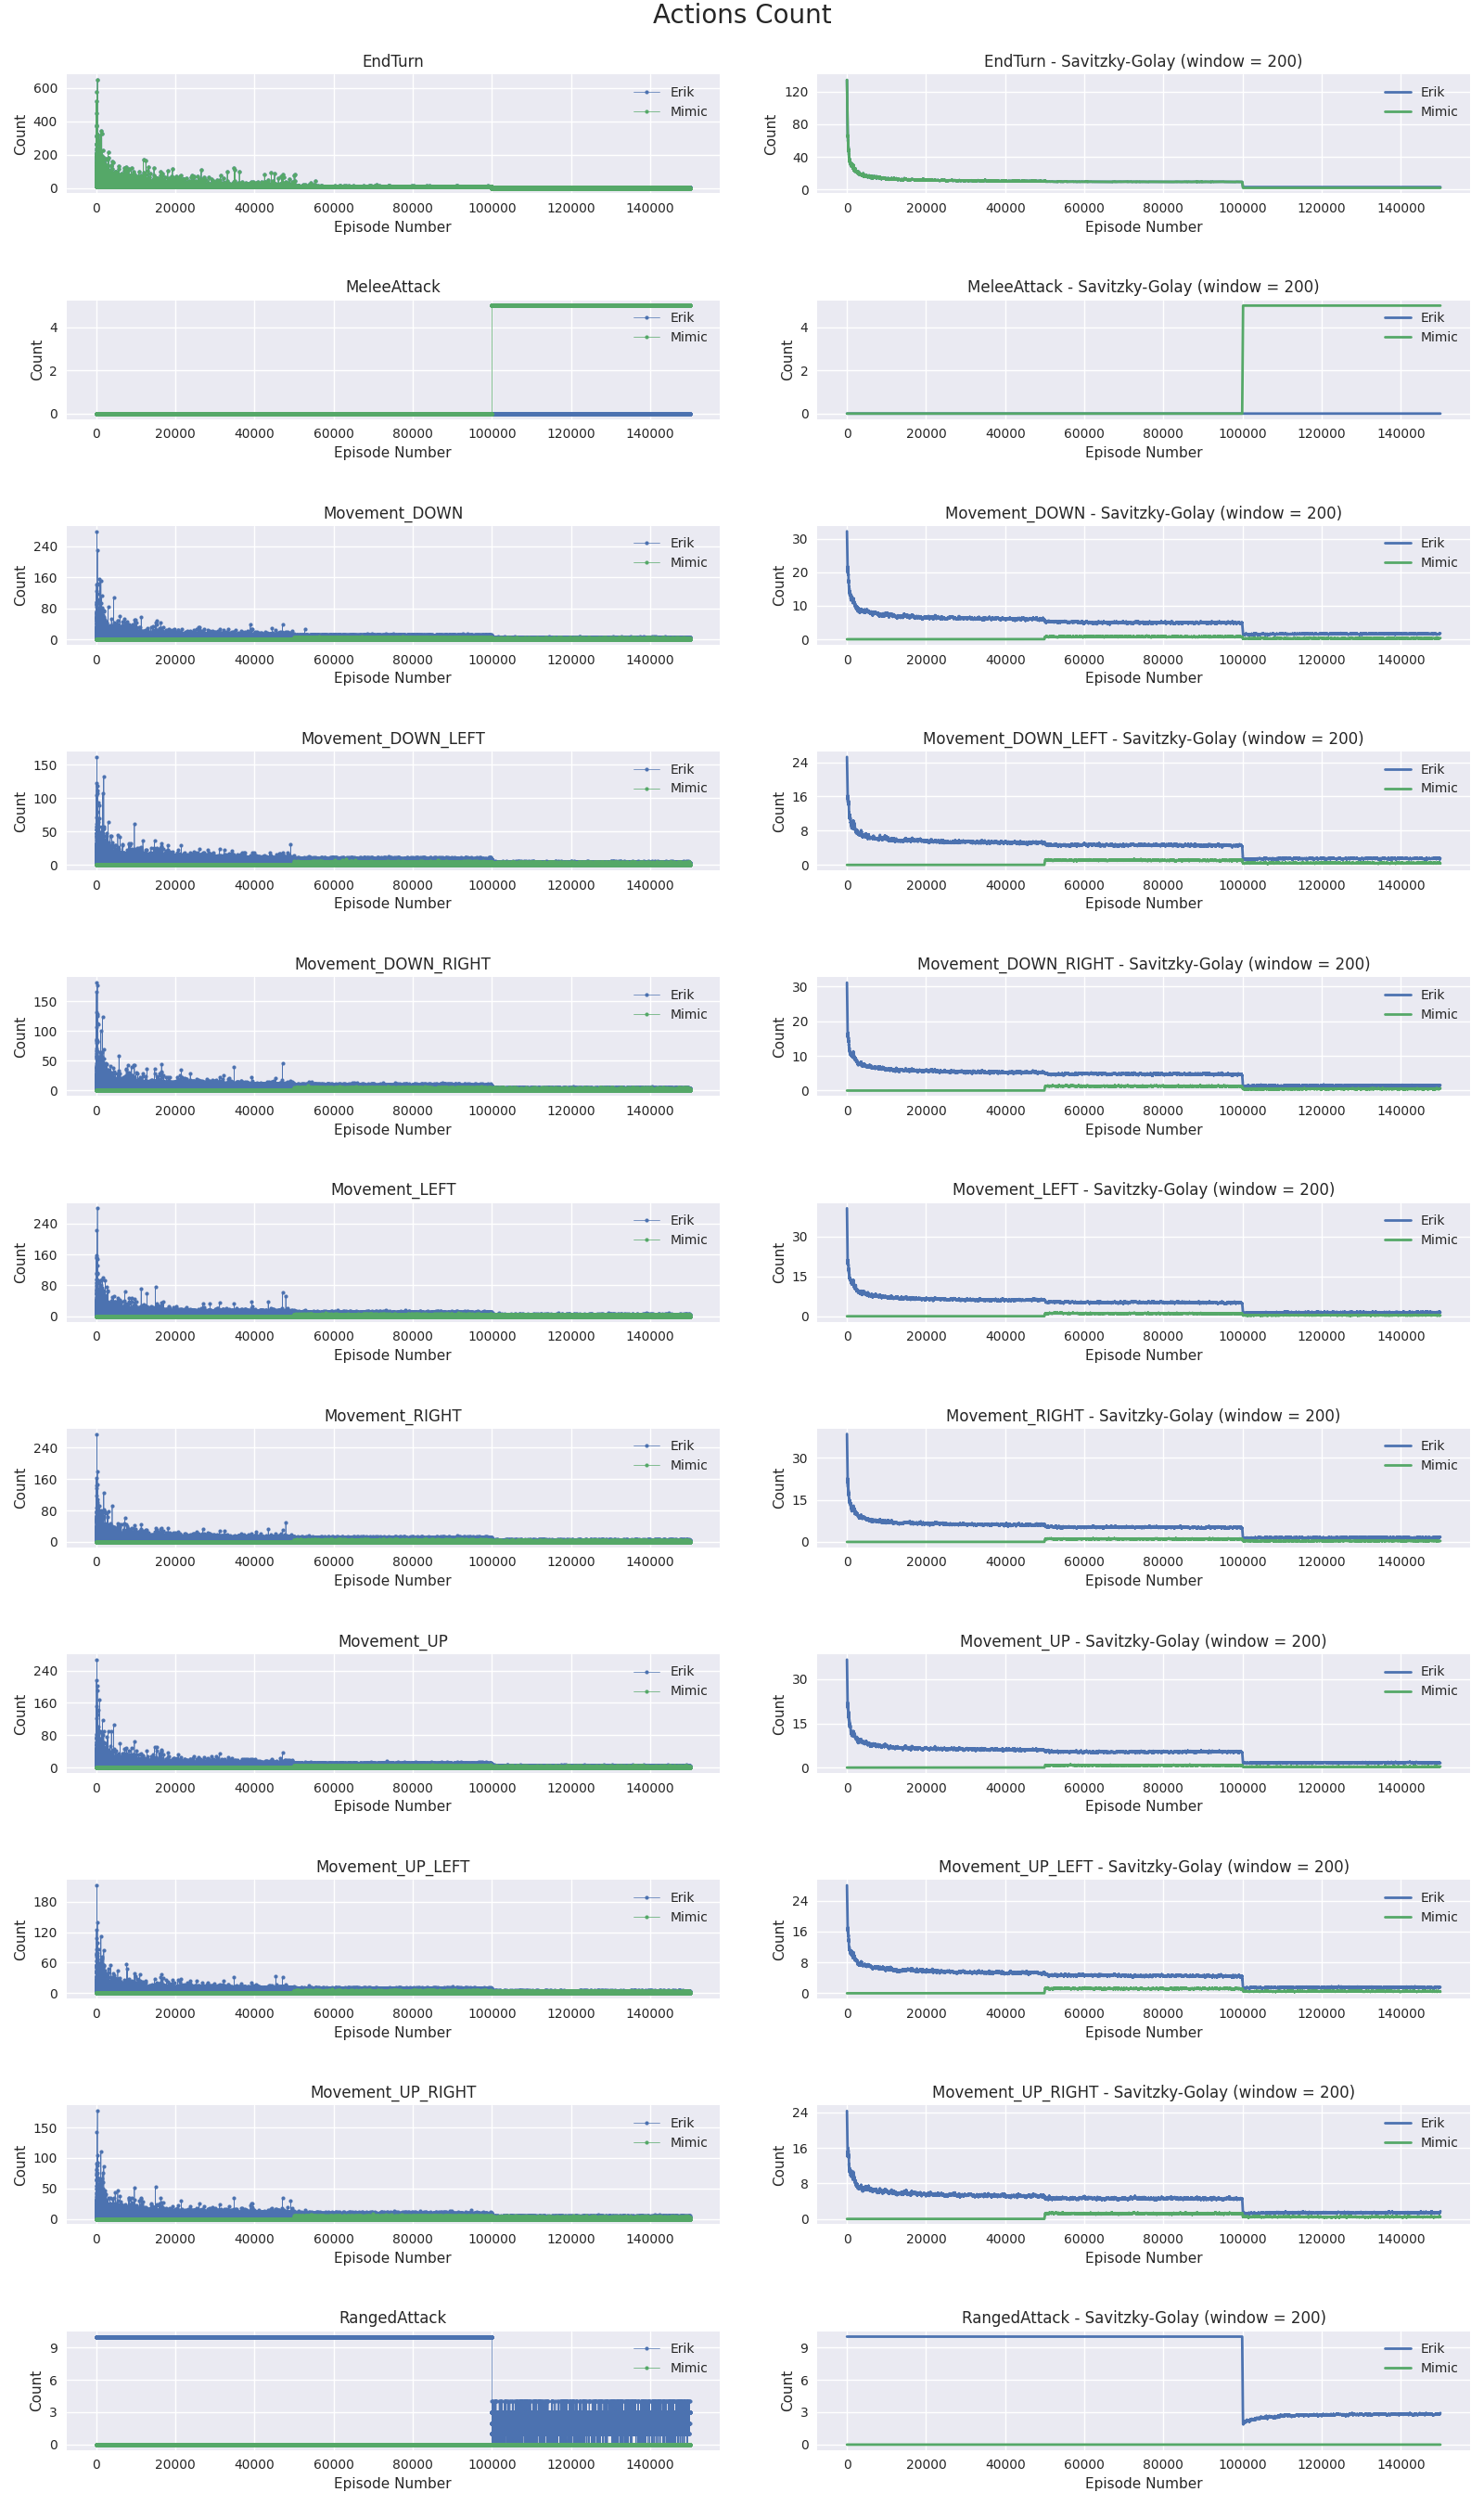 Actions Count
EndTurn
600
400
200
0
Count
Erik
Mimic
0 20000 40000 60000 80000 100000 120000 140000
Episode Number
EndTurn - Savitzky-Golay (window = 200)
120
80
40
0
Count
Erik
Mimic
0 20000 40000 60000 80000 100000 120000 140000
Episode Number
MeleeAttack
4
2
0
Count
Erik
Mimic
0 20000 40000 60000 80000 100000 120000 140000
Episode Number
MeleeAttack - Savitzky-Golay (window = 200)
4
2
0
Count
Erik
Mimic
0 20000 40000 60000 80000 100000 120000 140000
Episode Number
Movement_DOWN
240
160
80
0
Count
Erik
Mimic
0 20000 40000 60000 80000 100000 120000 140000
Episode Number
Movement_DOWN - Savitzky-Golay (window = 200)
30
20
10
0
Count
Erik
Mimic
0 20000 40000 60000 80000 100000 120000 140000
Episode Number
Movement_DOWN_LEFT
150
100
50
0
Count
Erik
Mimic
0 20000 40000 60000 80000 100000 120000 140000
Episode Number
Movement_DOWN_LEFT - Savitzky-Golay (window = 200)
24
16
8
0
Count
Erik
Mimic
0 20000 40000 60000 80000 100000 120000 140000
Episode Number
Movement_DOWN_RIGHT
150
100
50
0
Count
Erik
Mimic
0 20000 40000 60000 80000 100000 120000 140000
Episode Number
Movement_DOWN_RIGHT - Savitzky-Golay (window = 200)
30
20
10
0
Count
Erik
Mimic
0 20000 40000 60000 80000 100000 120000 140000
Episode Number
Movement_LEFT
240
160
80
0
Count
Erik
Mimic
0 20000 40000 60000 80000 100000 120000 140000
Episode Number
Movement_LEFT - Savitzky-Golay (window = 200)
30
15
0
Count
Erik
Mimic
0 20000 40000 60000 80000 100000 120000 140000
Episode Number
Movement_RIGHT
240
160
80
0
Count
Erik
Mimic
0 20000 40000 60000 80000 100000 120000 140000
Episode Number
Movement_RIGHT - Savitzky-Golay (window = 200)
30
15
0
Count
Erik
Mimic
0 20000 40000 60000 80000 100000 120000 140000
Episode Number
Movement_UP
240
160
80
0
Count
Erik
Mimic
0 20000 40000 60000 80000 100000 120000 140000
Episode Number
Movement_UP - Savitzky-Golay (window = 200)
30
15
0
Count
Erik
Mimic
0 20000 40000 60000 80000 100000 120000 140000
Episode Number
Movement_UP_LEFT
180
120
60
0
Count
Erik
Mimic
0 20000 40000 60000 80000 100000 120000 140000
Episode Number
Movement_UP_LEFT - Savitzky-Golay (window = 200)
24
16
8
0
Count
Erik
Mimic
0 20000 40000 60000 80000 100000 120000 140000
Episode Number
Movement_UP_RIGHT
150
100
50
0
Count
Erik
Mimic
0 20000 40000 60000 80000 100000 120000 140000
Episode Number
Movement_UP_RIGHT - Savitzky-Golay (window = 200)
24
16
8
0
Count
Erik
Mimic
0 20000 40000 60000 80000 100000 120000 140000
Episode Number
RangedAttack
9
6
3
0
Count
Erik
Mimic
0 20000 40000 60000 80000 100000 120000 140000
Episode Number
RangedAttack - Savitzky-Golay (window = 200)
9
6
3
0
Count
Erik
Mimic
0 20000 40000 60000 80000 100000 120000 140000
Episode Number